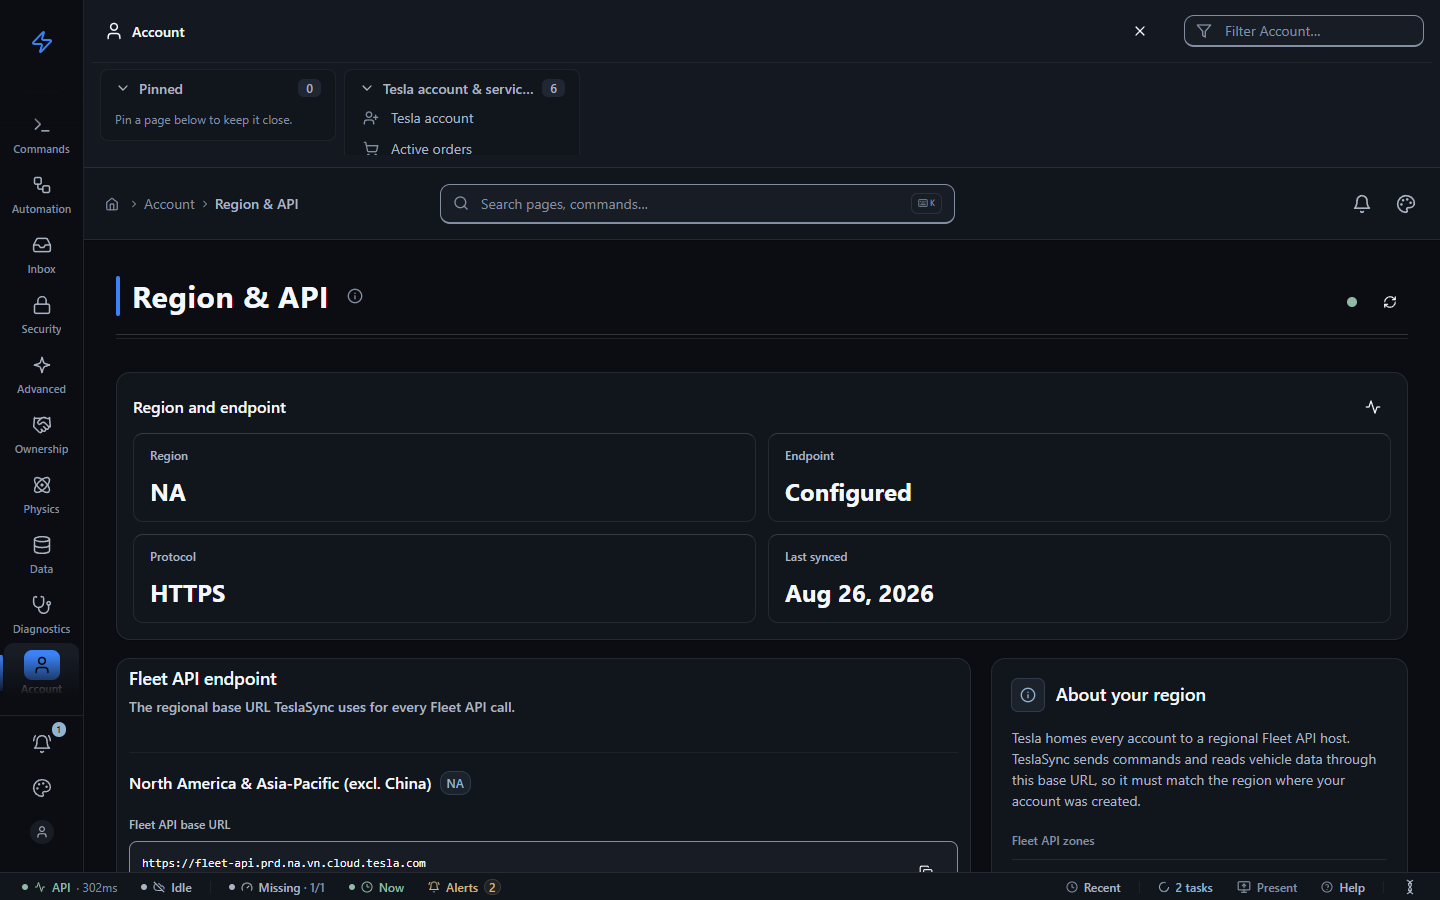 Account
Filter Account...
Pinned
0
Pin a page below to keep it close.
Tesla account & servic...
6
Tesla account
Active orders
Commands
Automation
Inbox
Security
Advanced
Ownership
Physics
Data
Diagnostics
Account
1
Account
Region & API
Search pages, commands...
K
Region & API
Region and endpoint
Region
NA
Endpoint
Configured
Protocol
HTTPS
Last synced
Aug 26, 2026
Fleet API endpoint
The regional base URL TeslaSync uses for every Fleet API call.
North America & Asia-Pacific (excl. China)
NA
Fleet API base URL
https://fleet-api.prd.na.vn.cloud.tesla.com
About your region
Tesla homes every account to a regional Fleet API host.
TeslaSync sends commands and reads vehicle data through
this base URL, so it must match the region where your
account was created.
Fleet API zones
API · 302ms
Idle
Missing · 1/1
Now
Alerts
2
Recent
2 tasks
Present
Help